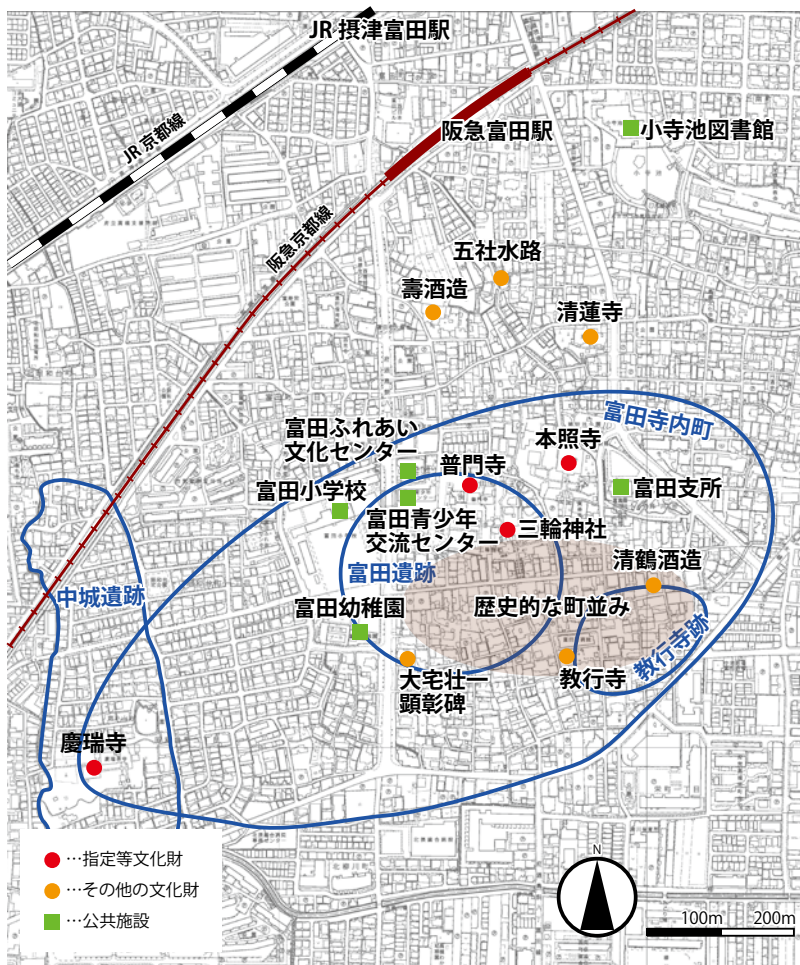 JR 摂津富田駅
JR 京都線
阪急富田駅
小寺池図書館
阪急京都線
五社水路
壽酒造
清蓮寺
富田寺内町
富田ふれあい
文化センター
本照寺
普門寺
富田小学校
富田支所
富田青少年
交流センター
三輪神社
清鶴酒造
富田遺跡
中城遺跡
歴史的な町並み
富田幼稚園
教行寺跡
大宅壮一
顕彰碑
教行寺
慶瑞寺
…指定等文化財
…その他の文化財
…公共施設
N
100m 200m